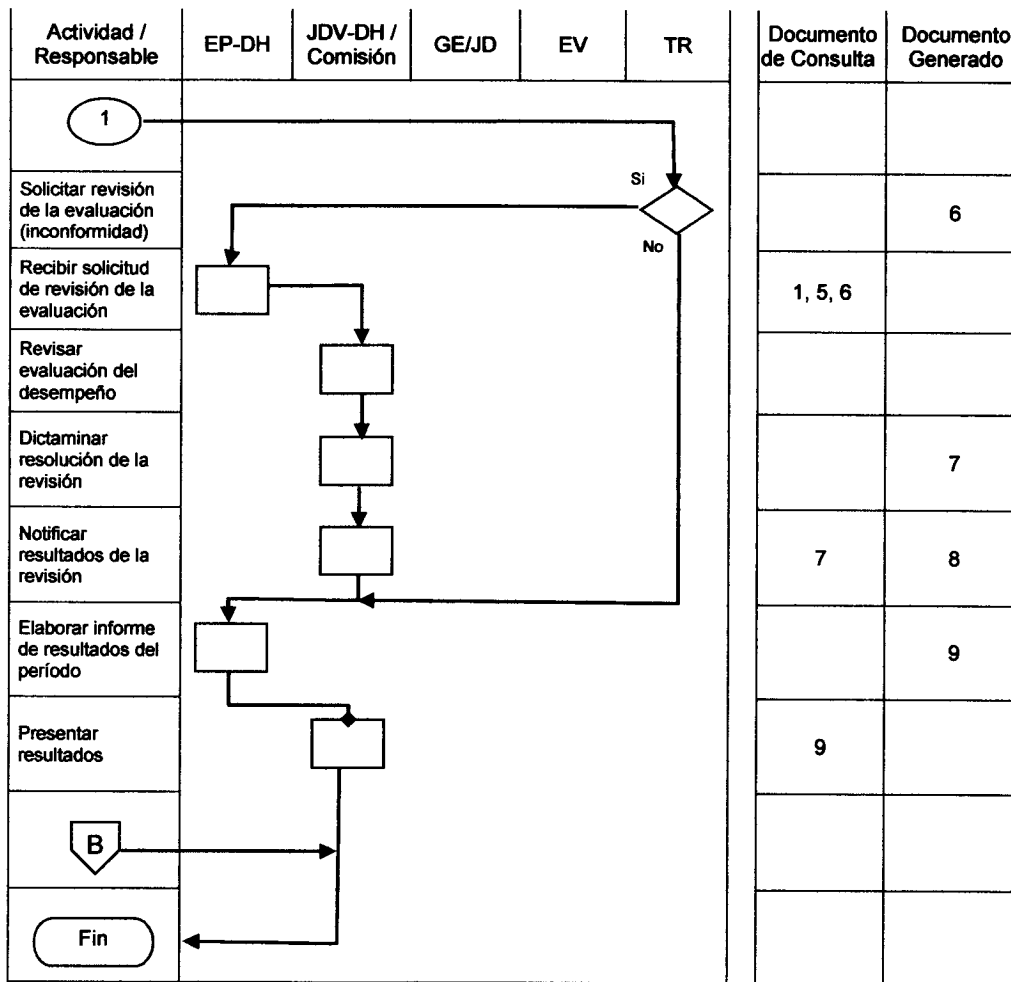 Actividad /
Responsable
EP-DH
JDV-DH /
Comisión
GE/JD
EV
TR
Documento
de Consulta
Documento
Generado
1
Solicitar revisión
de la evaluación
(inconformidad)
Si
No
6
Recibir solicitud
de revisión de la
evaluación
1, 5, 6
Revisar
evaluación del
desempeño
Dictaminar
resolución de la
revisión
7
Notificar
resultados de la
revisión
7
8
Elaborar informe
de resultados del
período
9
Presentar
resultados
9
B
Fin